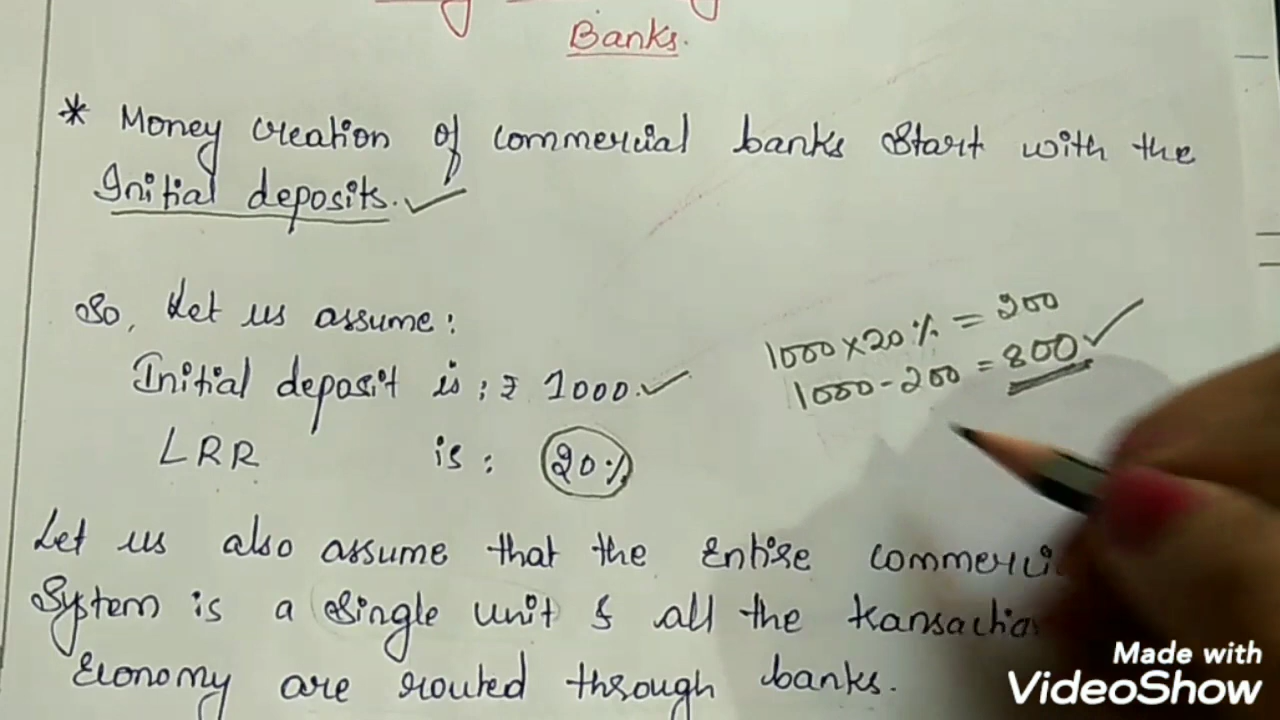 Banks.
* Money creation of commercial banks start with the
Initial deposits. ✓
So, Let us assume:
Initial deposit is: ₹ 1000. ✓
LRR is: 20%
1000 × 20% = 200
1000 - 200 = 800 ✓
Let us also assume that the Entire
System is a Single unit & all the
Economy are routed through banks.
Made with
VideoShow